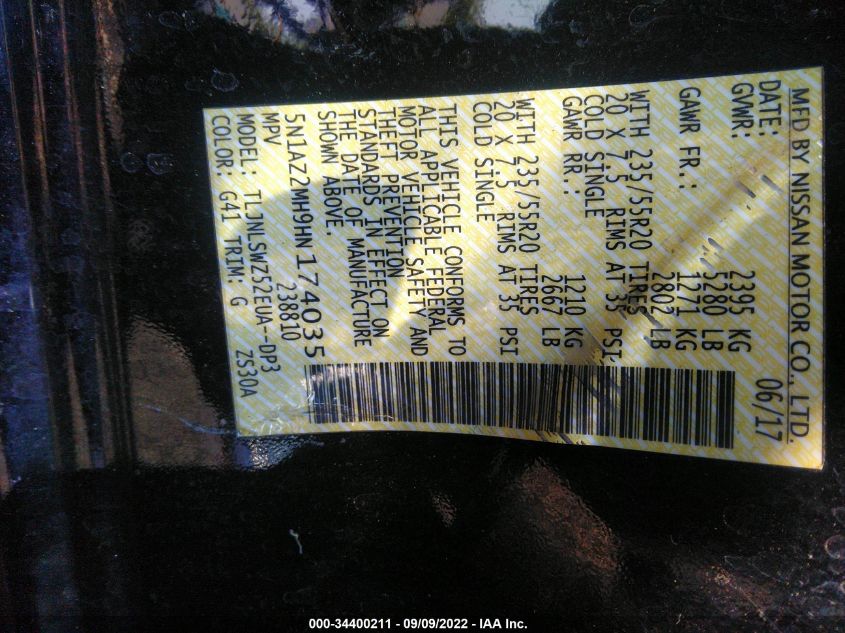 MFD BY NISSAN MOTOR CO., LTD.
DATE: 06/17
GVWR: 2395 KG
5280 LB
GAWR FR.: 1271 KG
2802 LB
WITH 235/55R20 TIRES
20 X 7.5 RIMS AT 35 PSI
COLD SINGLE
GAWR RR.: 1210 KG
2667 LB
WITH 235/55R20 TIRES
20 X 7.5 RIMS AT 35 PSI
COLD SINGLE
THIS VEHICLE CONFORMS TO
ALL APPLICABLE FEDERAL
MOTOR VEHICLE SAFETY AND
THEFT PREVENTION
STANDARDS IN EFFECT ON
THE DATE OF MANUFACTURE
SHOWN ABOVE.
5N1AZ2MH9HN174035
MPV 238810
MODEL: TLJNLSWZ52EUA--DP3
COLOR: G41 TRIM: G ZS30A
000-34400211 - 09/09/2022 - IAA Inc.